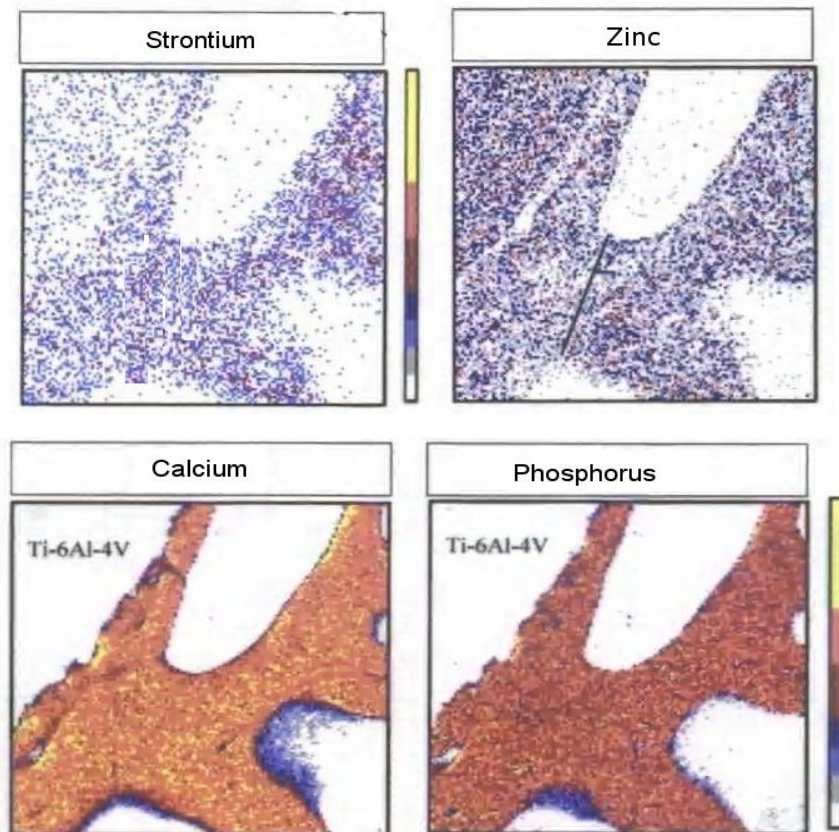 Strontium
Zinc
Calcium
Phosphorus
Ti-6Al-4V
Ti-6Al-4V